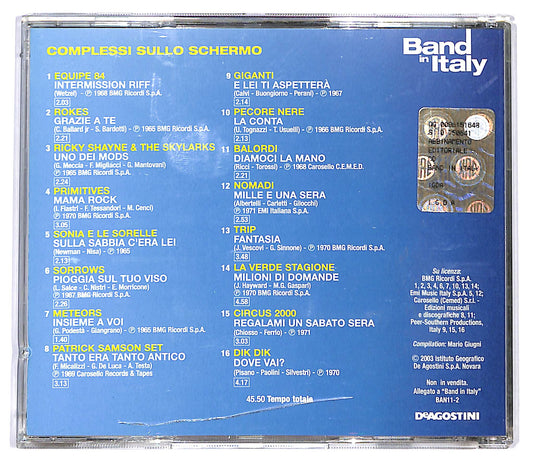 COMPLESSI SULLO SCHERMO
Band
in
Italy
1 EQUIPE 84
INTERMISSION RIFF
(Wetzel) ℗ 1968 BMG Ricordi S.p.A.
2.03
2 ROKES
GRAZIE A TE
(C. Ballard jr - S. Bardotti) - ℗ 1965 BMG Ricordi S.p.A.
2.21
3 RICKY SHAYNE & THE SKYLARKS
UNO DEI MODS
(G. Meccia - F. Migliacci - G. Mantovani)
℗ 1965 BMG Ricordi S.p.A.
2.24
4 PRIMITIVES
MAMA ROCK
(J. Fiastri - F. Tessandori - M. Cenci)
℗ 1970 BMG Ricordi S.p.A.
3.05
5 SONIA E LE SORELLE
SULLA SABBIA C'ERA LEI
(Newman - Nisa) - ℗ 1965
2.13
6 SORROWS
PIOGGIA SUL TUO VISO
(L. Salce - C. Nistri - E. Morricone)
℗ 1967 BMG Ricordi S.p.A.
2.26
7 METEORS
INSIEME A VOI
(G. Podestà - Giangrano) - ℗ 1965 BMG Ricordi S.p.A.
1.40
8 PATRICK SAMSON SET
TANTO ERA TANTO ANTICO
(F. Micalizzi - G. De Luca - A. Testa)
℗ 1969 Carosello Records & Tapes
3.13
9 GIGANTI
E LEI TI ASPETTERÀ
(Calvi - Buongiorno - Perani) - ℗ 1967
2.14
10 PECORE NERE
LA CONTA
(U. Tognazzi - T. Usuelli) - ℗ 1966 BMG Ricordi S.p.A.
2.21
11 BALORDI
DIAMOCI LA MANO
(Ricci - Torossi) - ℗ 1968 Carosello C.E.M.E.D.
2.21
12 NOMADI
MILLE E UNA SERA
(Albertelli - Carletti - Gilocchi)
℗ 1971 EMI Italiana S.p.A.
2.53
13 TRIP
FANTASIA
(J. Vescovi - G. Sinnone) - ℗ 1970 BMG Ricordi S.p.A.
3.48
14 LA VERDE STAGIONE
MILIONI DI DOMANDE
(J. Hayward - M.G. Gaspari)
℗ 1970 BMG Ricordi S.p.A.
4.58
15 CIRCUS 2000
REGALAMI UN SABATO SERA
(Chiosso - Ferrio) - ℗ 1971
3.03
16 DIK DIK
DOVE VAI?
(Pisano - Paolini - Silvestri) - ℗ 1970
4.17
45.50 Tempo totale
ABBINAMENTO
EDITORIALE
IGDA
Su licenza:
BMG Ricordi S.p.A.
1, 2, 3, 4, 6, 7, 10, 13, 14;
Emi Music Italy S.p.A. 5, 12;
Carosello (Cemed) S.r.l. -
Edizioni musicali
e discografiche 8, 11;
Peer-Southern Productions,
Italy 9, 15, 16
Compilation: Mario Giugni
℗ 2003 Istituto Geografico
De Agostini S.p.A. Novara
Non in vendita.
Allegato a "Band in Italy"
BAN11-2
DEAGOSTINI